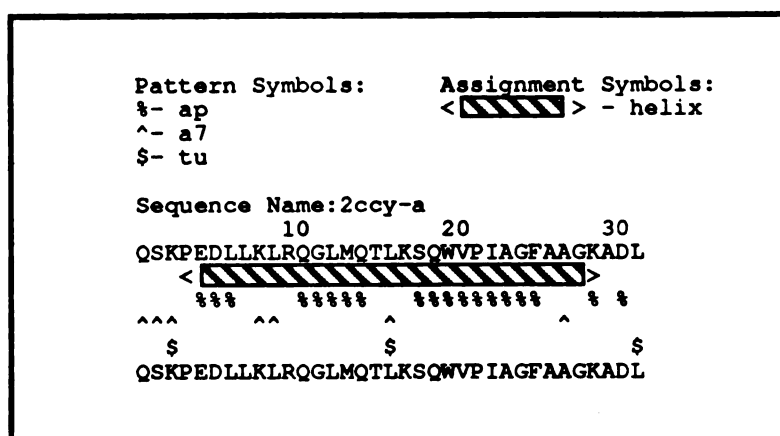 Pattern Symbols: Assignment Symbols:
%- ap < > - helix
^- a7
$- tu
Sequence Name:2ccy-a
10 20 30
QSKPEDLLKLRQGLMQTLKSQWVPIAGFAAGKADL
< >
%%% %%%%% %%%%%%%%% % %
^^^ ^^ ^ ^
$ $ $
QSKPEDLLKLRQGLMQTLKSQWVPIAGFAAGKADL